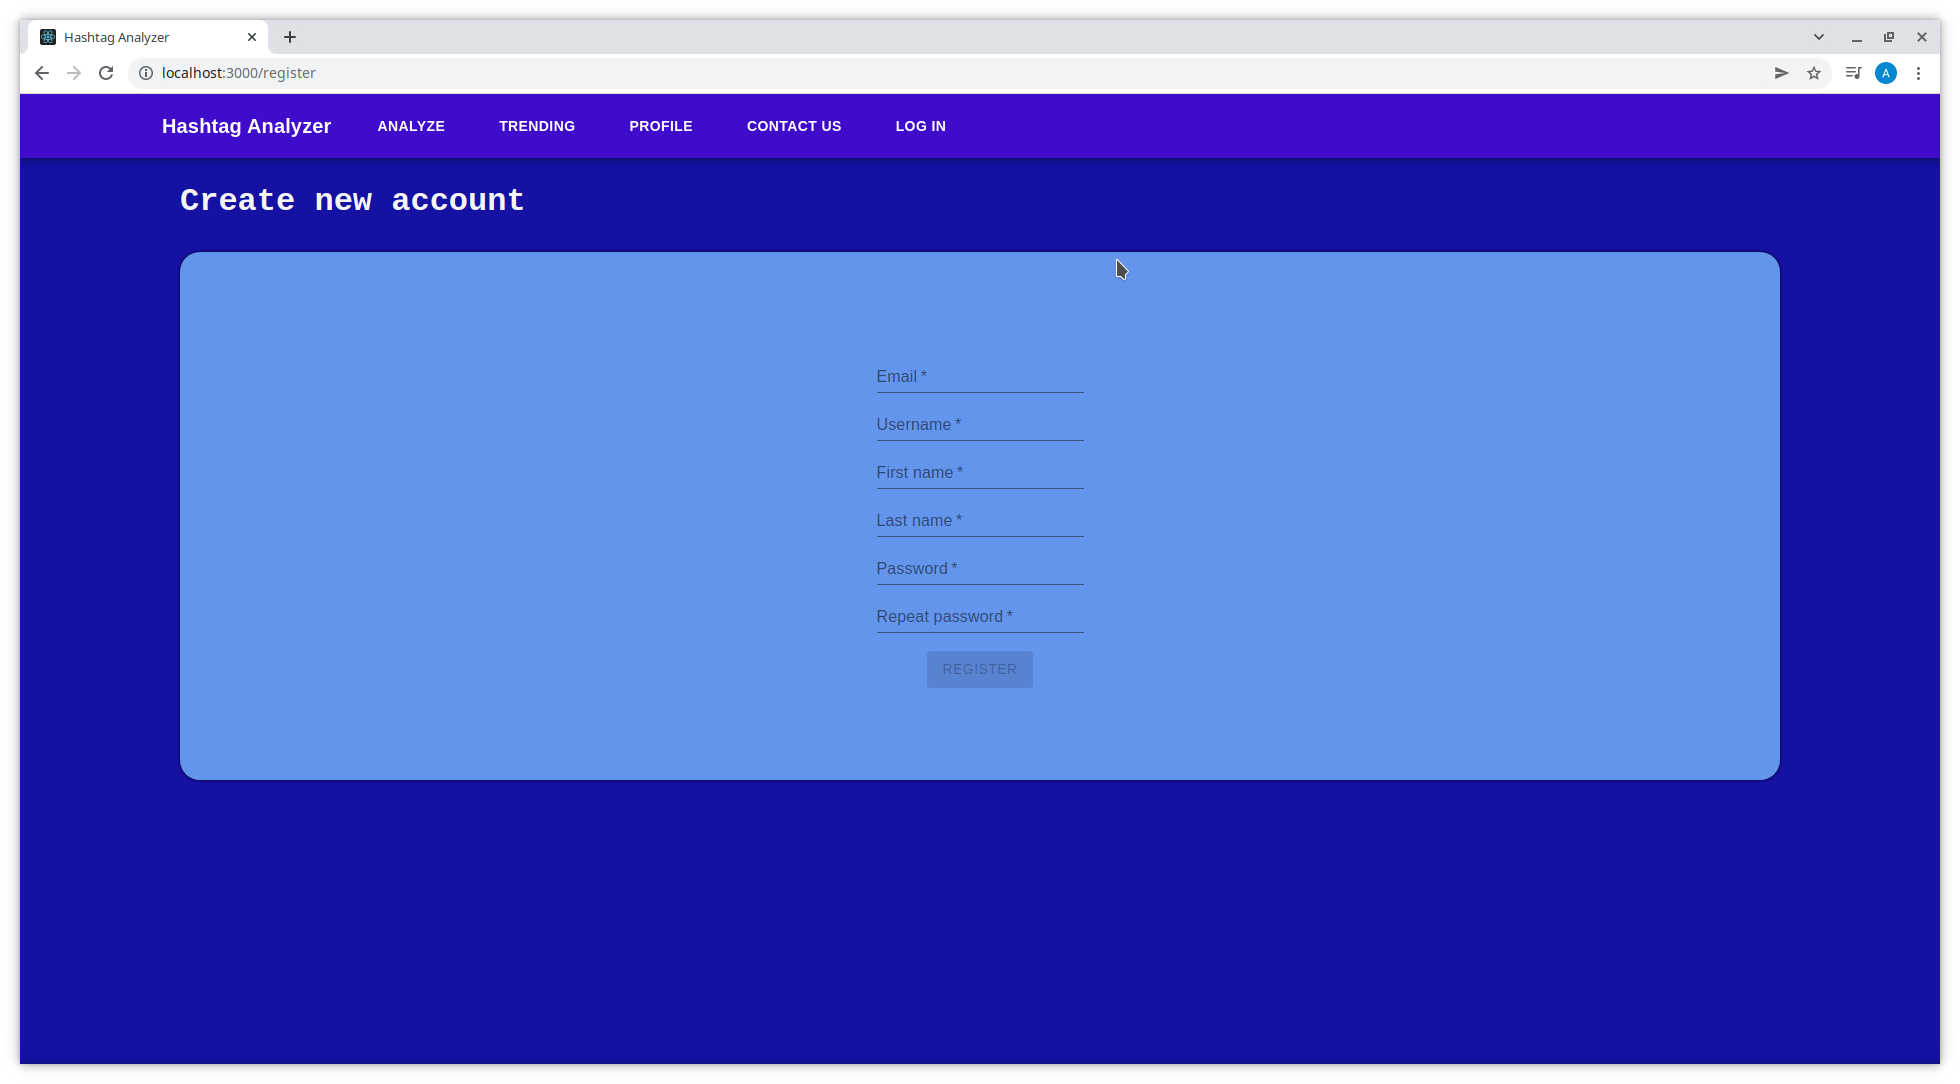 Hashtag Analyzer
localhost:3000/register
A
Hashtag Analyzer ANALYZE TRENDING PROFILE CONTACT US LOG IN
Create new account
Email *
Username *
First name *
Last name *
Password *
Repeat password *
REGISTER